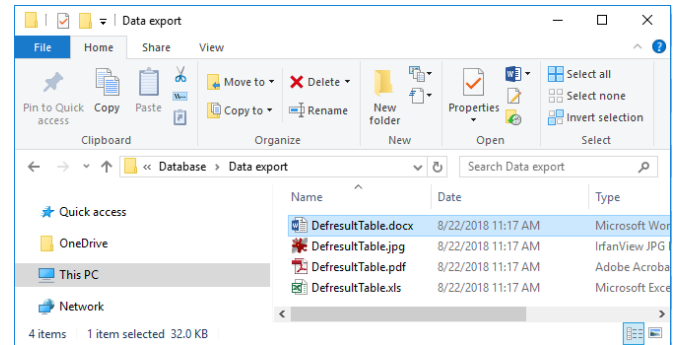 Data export
File Home Share View
Pin to Quick access
Copy
Paste
Clipboard
Move to
Copy to
Delete
Rename
Organize
New folder
New
Properties
Open
Select all
Select none
Invert selection
Select
« Database › Data export
Search Data export
Name Date Type
Quick access
OneDrive
This PC
Network
DefresultTable.docx 8/22/2018 11:17 AM Microsoft Wor
DefresultTable.jpg 8/22/2018 11:17 AM IrfanView JPG
DefresultTable.pdf 8/22/2018 11:17 AM Adobe Acroba
DefresultTable.xls 8/22/2018 11:17 AM Microsoft Exce
4 items 1 item selected 32.0 KB